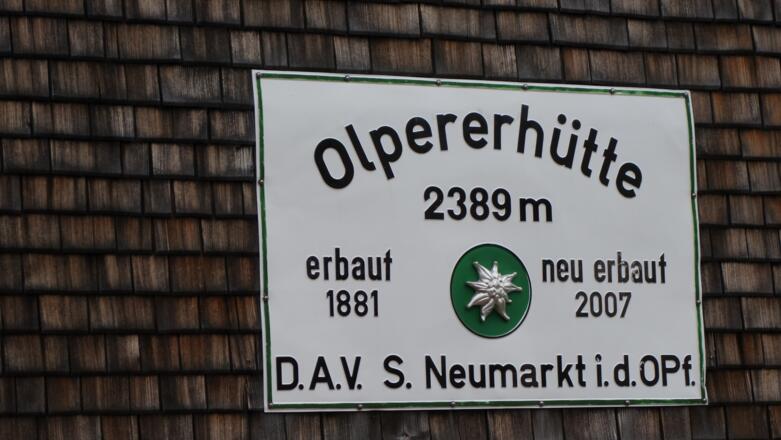 Olpererhütte
2389 m
erbaut neu erbaut
1881 2007
D.A.V. S. Neumarkt i.d.OPf.